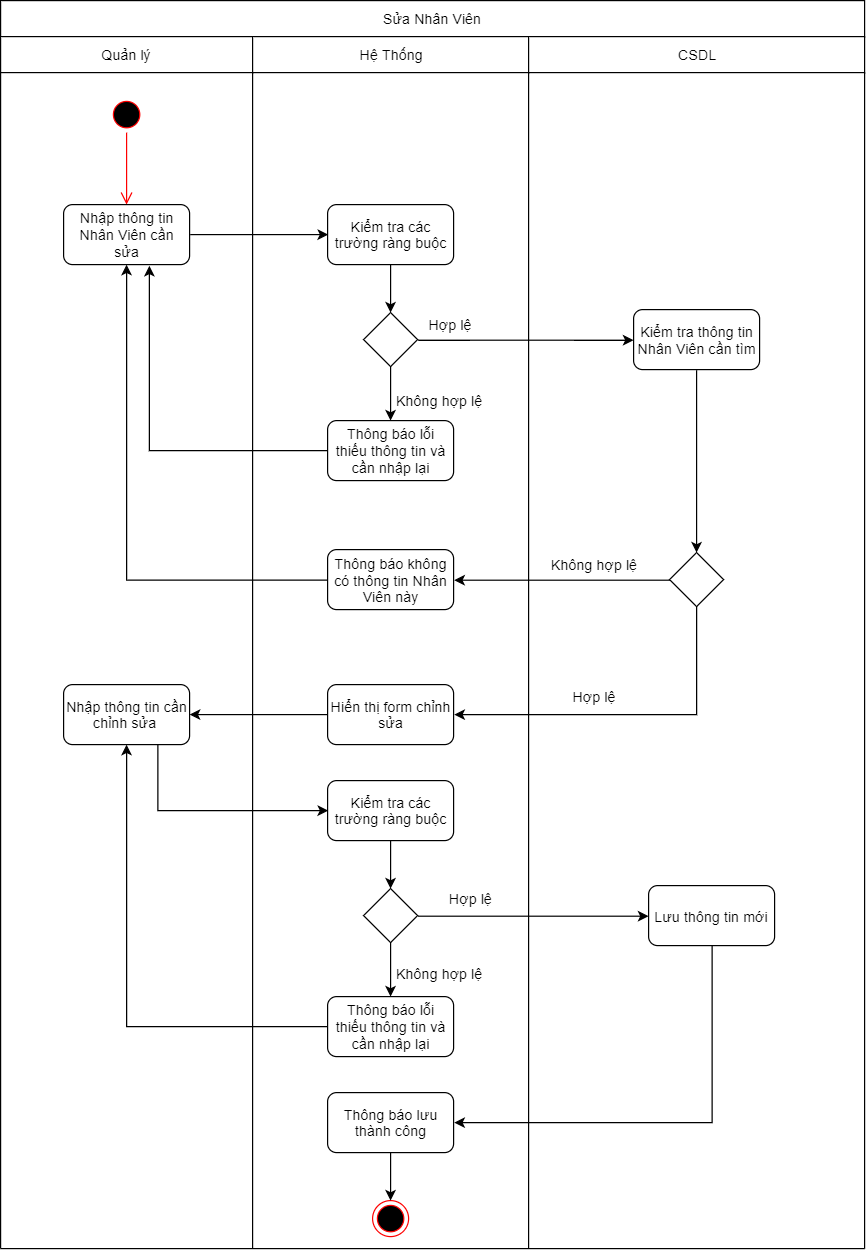 Sửa Nhân Viên
Quản lý
Hệ Thống
CSDL
Nhập thông tin
Nhân Viên cần
sửa
Kiểm tra các
trường ràng buộc
Hợp lệ
Kiểm tra thông tin
Nhân Viên cần tìm
Không hợp lệ
Thông báo lỗi
thiếu thông tin và
cần nhập lại
Thông báo không
có thông tin Nhân
Viên này
Không hợp lệ
Hợp lệ
Nhập thông tin cần
chỉnh sửa
Hiển thị form chỉnh
sửa
Kiểm tra các
trường ràng buộc
Hợp lệ
Lưu thông tin mới
Không hợp lệ
Thông báo lỗi
thiếu thông tin và
cần nhập lại
Thông báo lưu
thành công